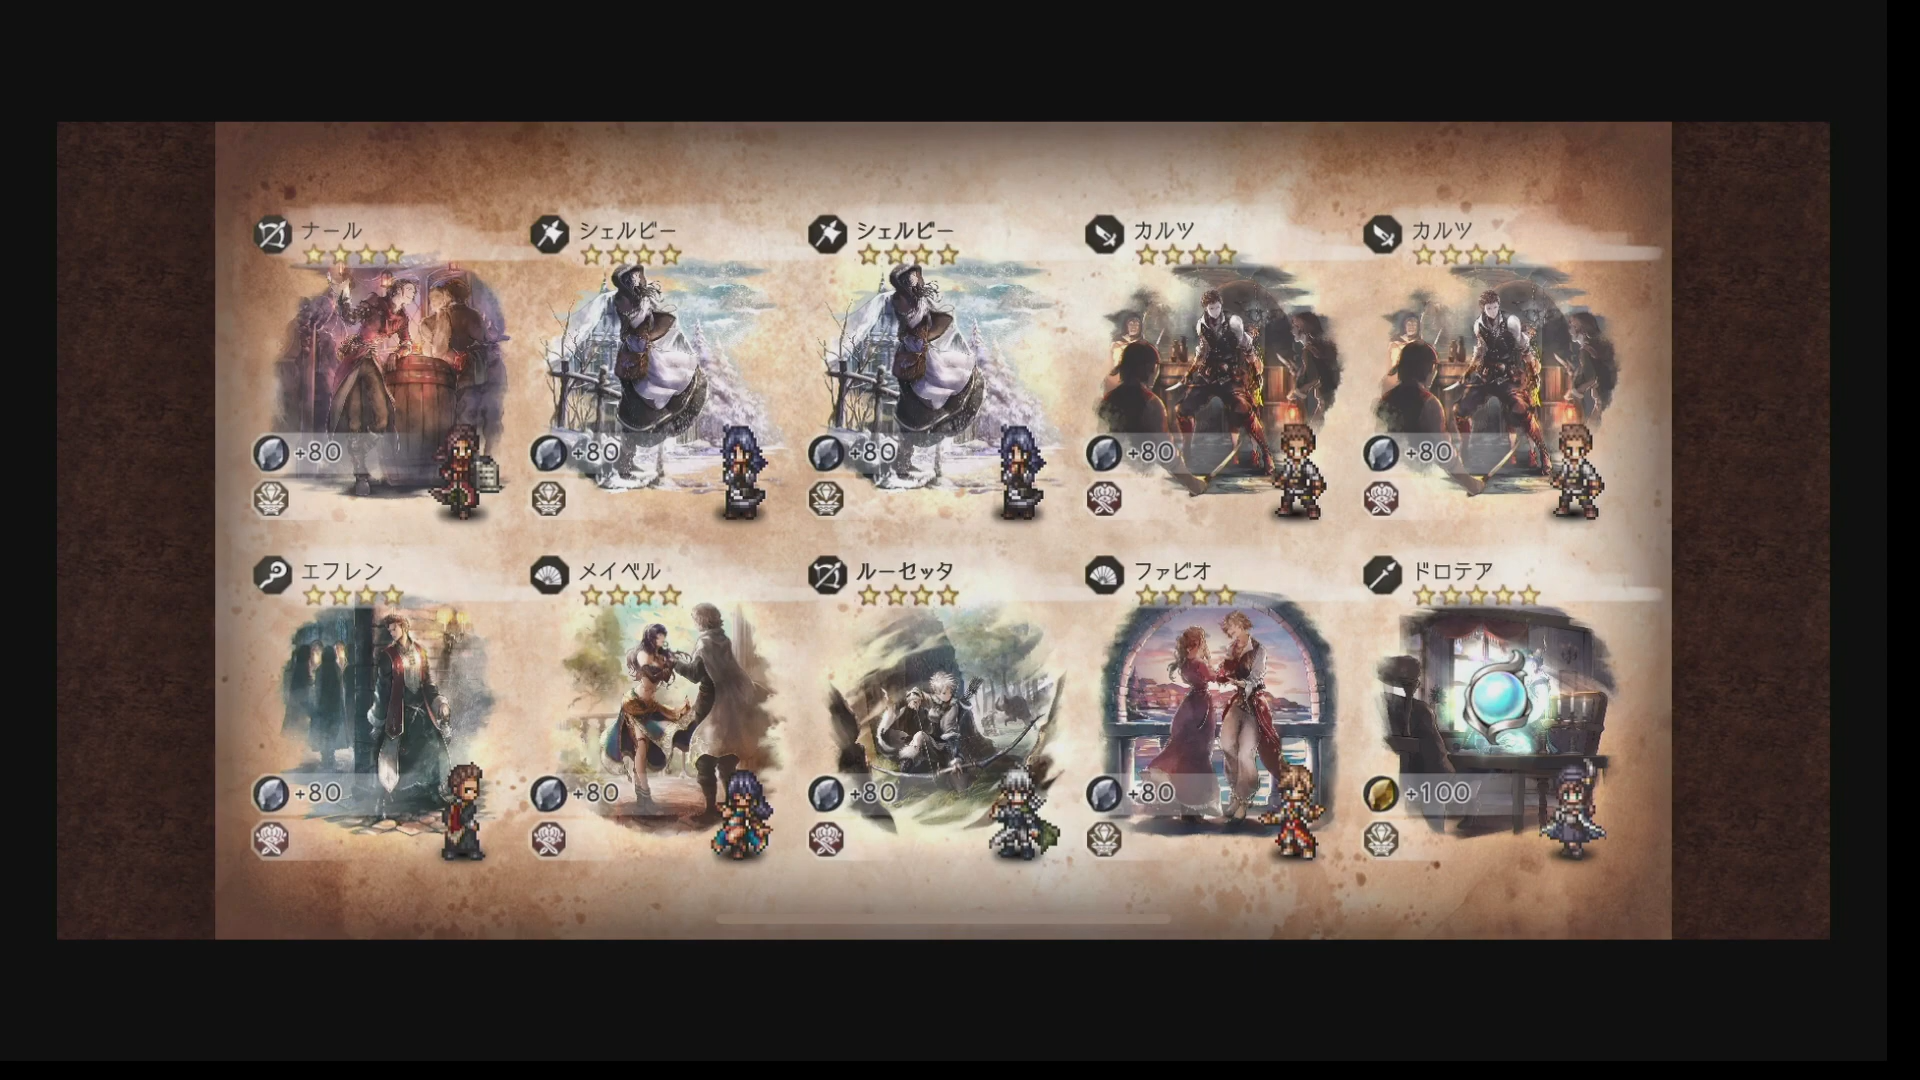 ナール
シェルビー
シェルビー
カルツ
カルツ
+80
+80
+80
+80
+80
エフレン
メイベル
ルーセッタ
ファビオ
ドロテア
+80
+80
+80
+80
+100